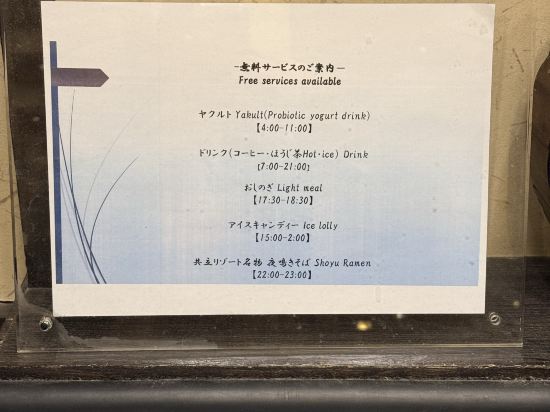 -無料サービスのご案内-
Free services available
ヤクルト Yakult(Probiotic yogurt drink)
【4:00-11:00】
ドリンク(コーヒー・ほうじ茶Hot・ice) Drink
【7:00-21:00】
おしのぎ Light meal
【17:30-18:30】
アイスキャンディー Ice lolly
【15:00-2:00】
共立リゾート名物 夜鳴きそば Shoyu Ramen
【22:00-23:00】